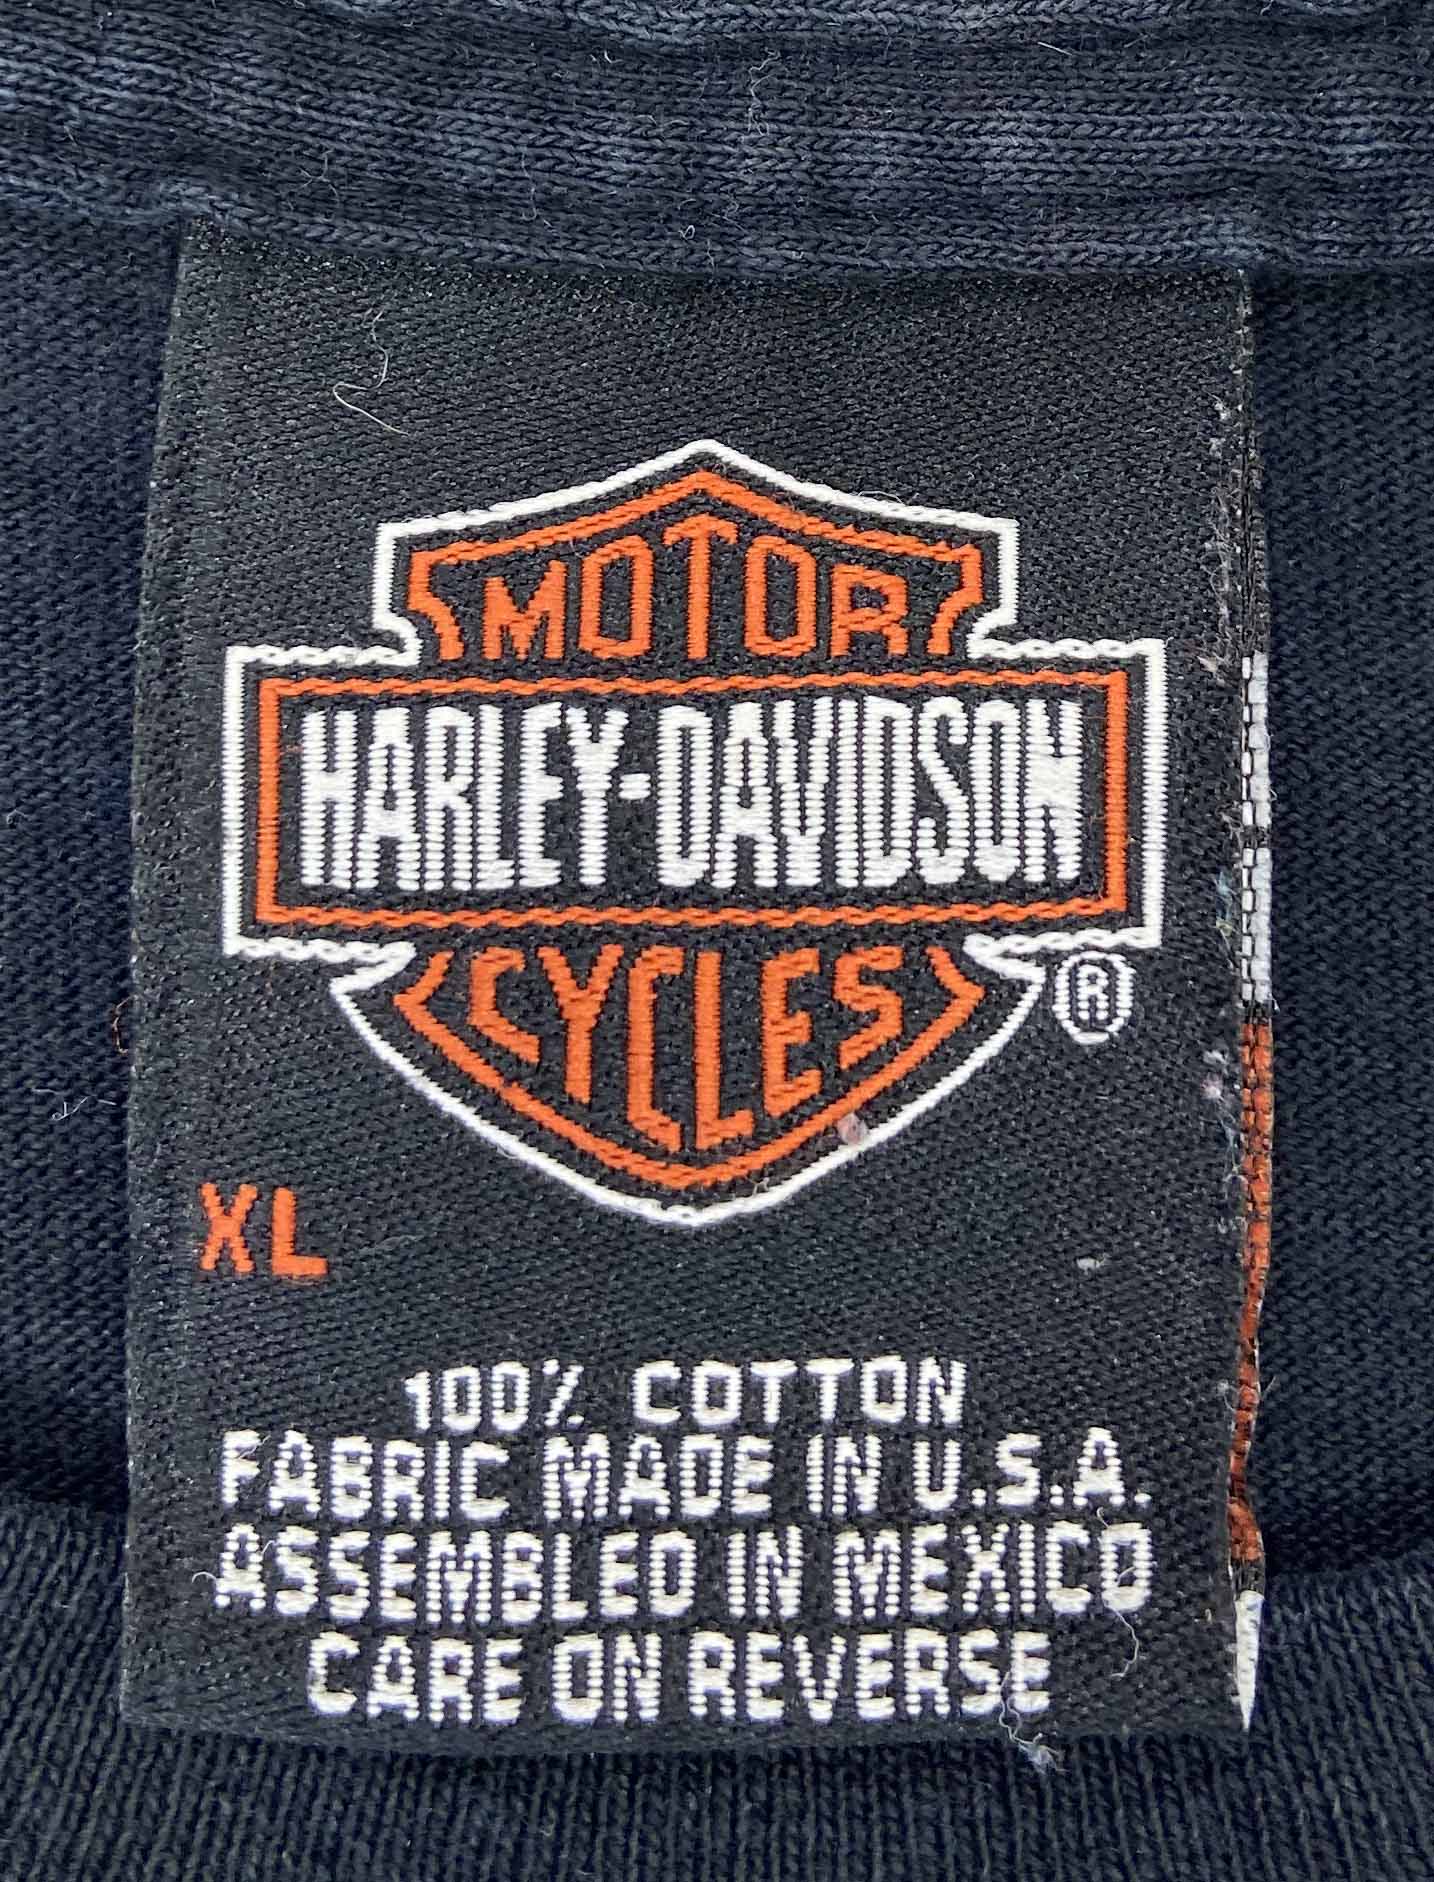 MOTOR
HARLEY-DAVIDSON
CYCLES
®
XL
100% COTTON
FABRIC MADE IN U.S.A.
ASSEMBLED IN MEXICO
CARE ON REVERSE